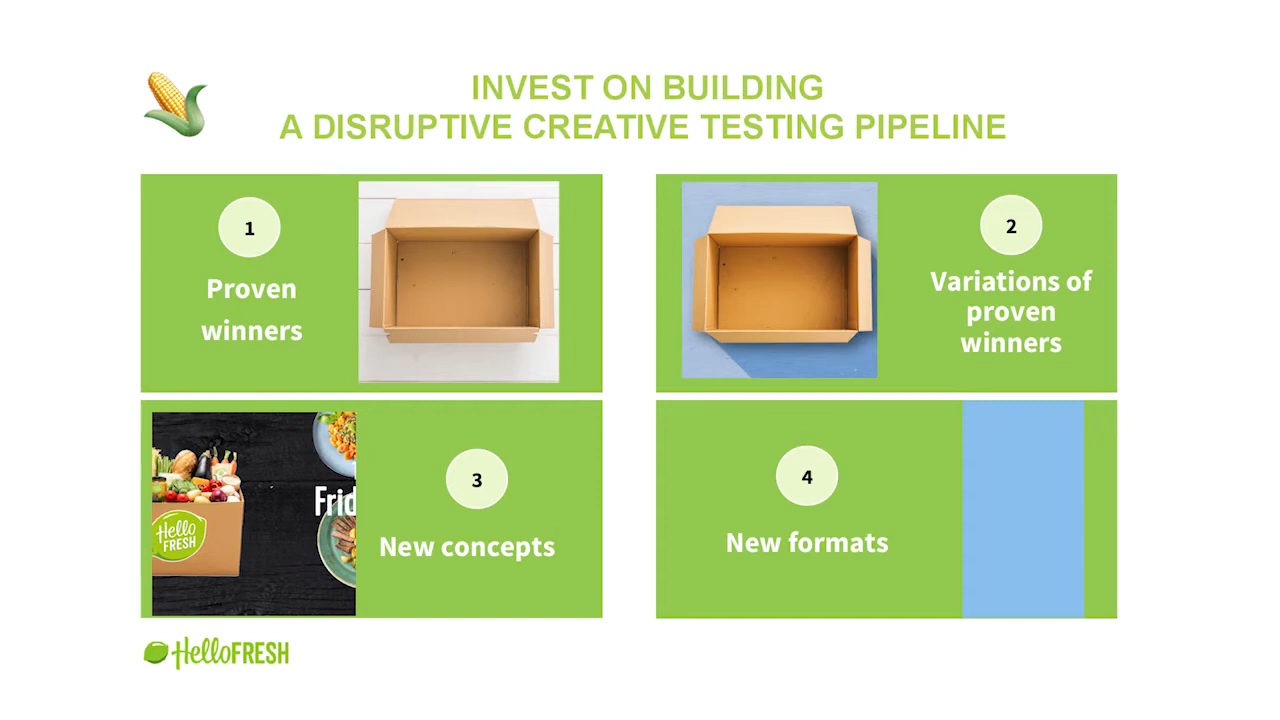 INVEST ON BUILDING
A DISRUPTIVE CREATIVE TESTING PIPELINE
1
Proven
winners
2
Variations of
proven
winners
Hello
FRESH
Frid
3
New concepts
4
New formats
HelloFRESH